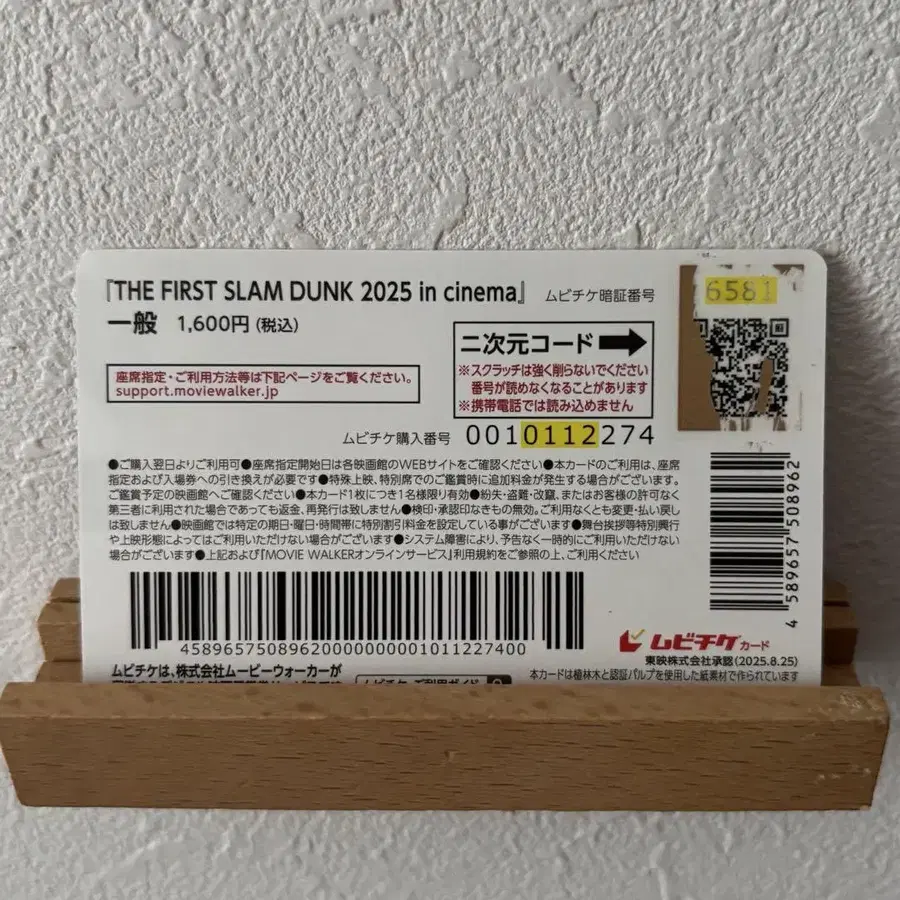 『THE FIRST SLAM DUNK 2025 in cinema』
ムビチケ暗証番号
6581
一般 1,600円(税込)
二次元コード
※スクラッチは強く削らないでください
番号が読めなくなることがあります
※携帯電話では読み込めません
座席指定・ご利用方法等は下記ページをご覧ください。
support.moviewalker.jp
ムビチケ購入番号 0010112274
●ご購入翌日よりご利用可●座席指定開始日は各映画館のWEBサイトをご確認ください●本カードのご利用は、座席
指定および入場券への引き換えが必要です●特殊上映、特別席でのご鑑賞時に追加料金が発生する場合がございます。
ご鑑賞予定の映画館へご確認ください●本カード1枚につき1名様限り有効●紛失・盗難・改竄、またはお客様の許可なく
第三者に利用された場合であっても返金、再発行は致しません●検印・承認印なきもの無効。ご利用なくとも変更・払い戻し
は致しません●映画館では特定の期日・曜日・時間帯に特別割引料金を設定している事がございます●舞台挨拶等特別興行
や上映形態によってはご利用いただけない場合がございます●システム障害により、予告なく一時的にご利用いただけない
場合がございます●上記および『MOVIE WALKERオンラインサービス』利用規約をご参照の上、ご利用ください
4589657508962000000000101122740​0
4 589657 508962
ムビチケカード
東映株式会社承認(2025.8.25)
本カードは植林木と認証パルプを使用した紙素材で作られています
ムビチケは、株式会社ムービーウォーカーが
ムビチケ ご利用ガイド